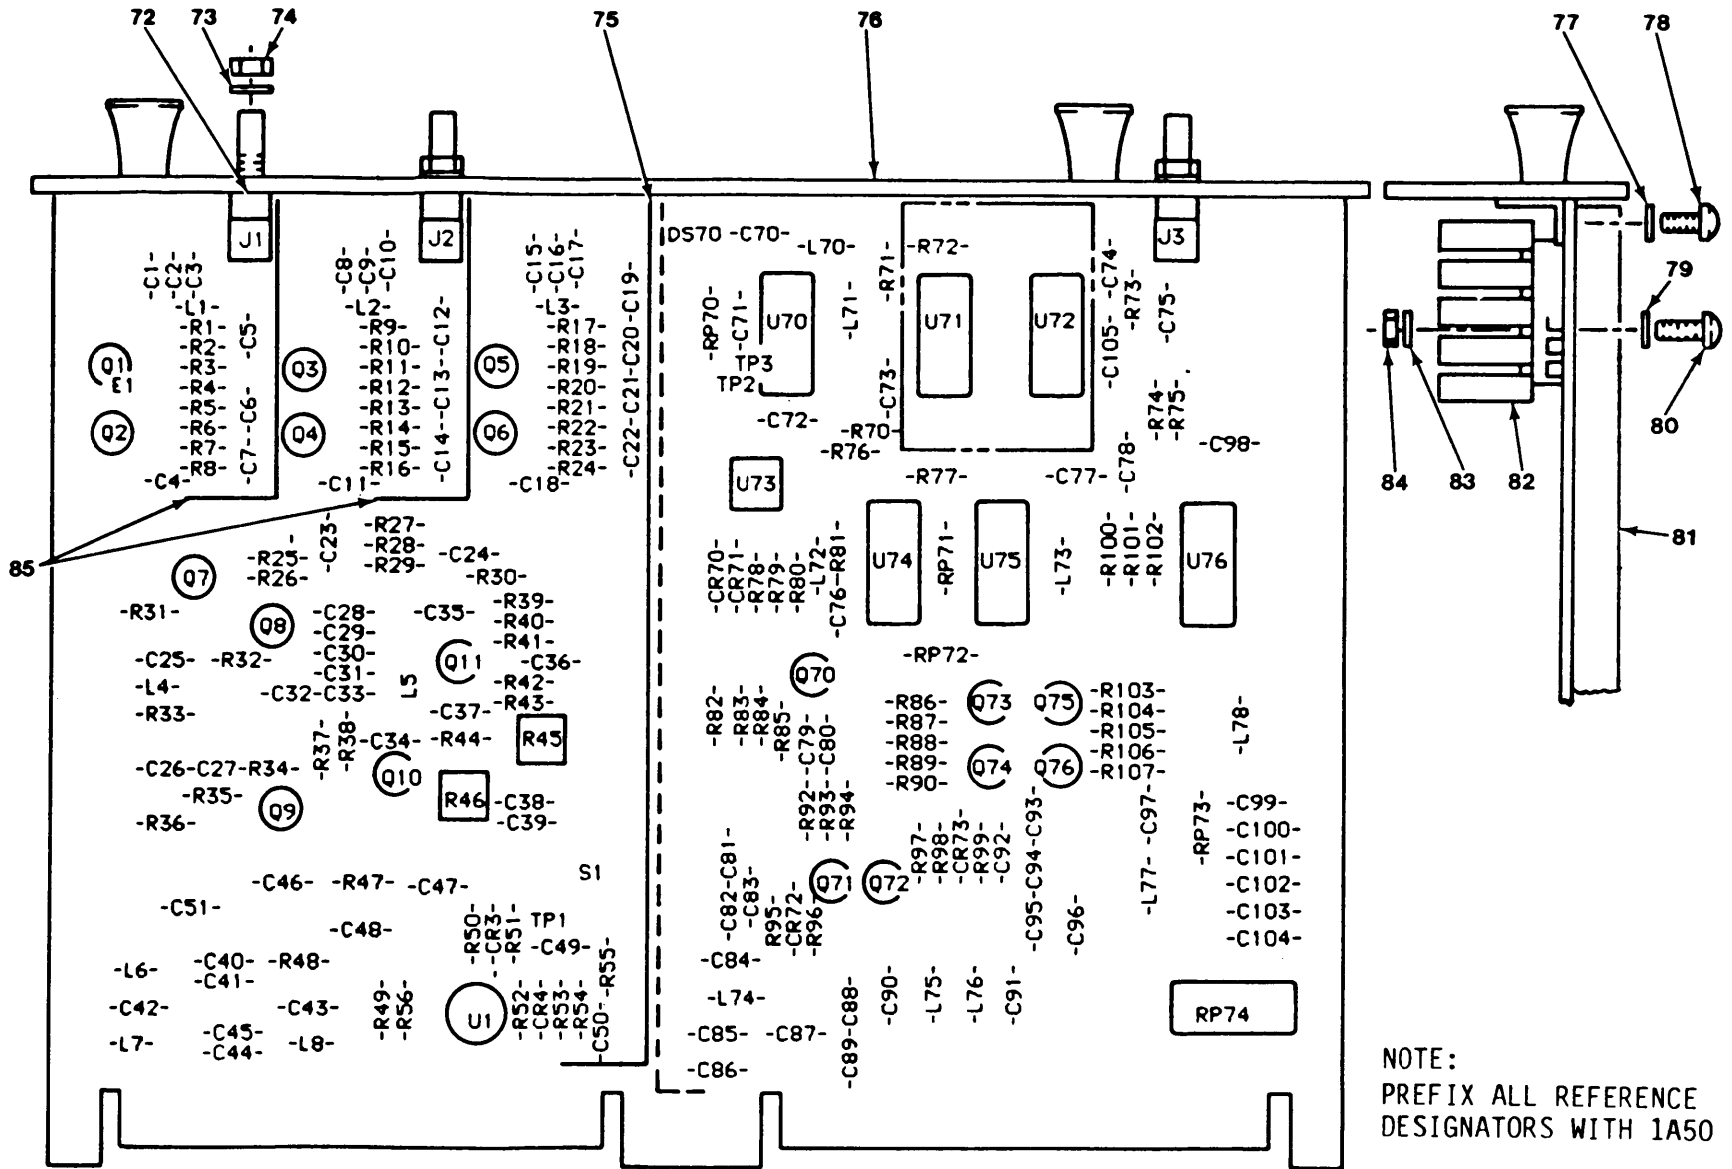 72
73
74
75
76
77
78
J1
J2
J3
DS70
-C70-
-L70-
-R71-
-R72-
-C1-
-C2-
-C3-
-C8-
-C9-
-C10-
-C15-
-C16-
-C17-
-L1-
-L2-
-L3-
-R1-
-R2-
-R3-
-R4-
-R5-
-R6-
-R7-
-R8-
-C5-
-C7--C6-
-C4-
Q1
E1
Q2
-R9-
-R10-
-R11-
-R12-
-R13-
-R14-
-R15-
-R16-
-C14--C13--C12-
-C11-
Q3
Q4
-R17-
-R18-
-R19-
-R20-
-R21-
-R22-
-R23-
-R24-
-C22-C21-C20-C19-
-C18-
Q5
Q6
-RP70-
-C71-
U70
TP3
TP2
-L71-
-C72-
-C73-
-R70-
-R76-
U71
U72
-C105-
-C74-
-R73-
-C75-
-R74-
-R75-
-C98-
U73
-R77-
-C77-
-C78-
79
80
81
82
83
84
85
-C23-
-R27-
-R28-
-R29-
-C24-
-R25-
-R26-
Q7
-R30-
-R31-
Q8
-C28-
-C29-
-C30-
-C31-
-C32-C33-
-C35-
-R39-
-R40-
-R41-
-C36-
-R42-
-R43-
Q11
-C25-
-R32-
-L4-
-R33-
L5
-C37-
-R37-
-R38-
-C34-
-R44-
R45
-C26-C27-R34-
-R35-
-R36-
Q9
Q10
R46
-C38-
-C39-
-CR70-
-CR71-
-R78-
-R79-
-R80-
-L72-
-C76-R81-
U74
-RP71-
U75
-L73-
-R100-
-R101-
-R102-
U76
-RP72-
Q70
-R82-
-R83-
-R84-
-R85-
-R92--C79-
-R93--C80-
-R94-
-R86-
-R87-
-R88-
-R89-
-R90-
Q73
Q75
Q74
Q76
-R103-
-R104-
-R105-
-R106-
-R107-
-L78-
-C46-
-R47-
-C47-
S1
-C51-
-C48-
-R50-
-CR3-
-R51-
TP1
-C49-
-L6-
-C40-
-C41-
-R48-
-C42-
-C43-
-L7-
-C45-
-C44-
-L8-
-R49-
-R56-
U1
-R52-
-CR4-
-R53-
-R54-
-C50-
-R55-
-C82-C81-
-C83-
R95-
-CR72-
-R96-
Q71
Q72
-R97-
-R98-
-CR73-
-R99-
-C92-
-C95-C94-C93-
-C96-
-L77-
-C97-
-RP73-
-C99-
-C100-
-C101-
-C102-
-C103-
-C104-
-C84-
-L74-
-C85-
-C87-
-C86-
-C89-C88-
-C90-
-L75-
-L76-
-C91-
RP74
NOTE:
PREFIX ALL REFERENCE
DESIGNATORS WITH 1A50